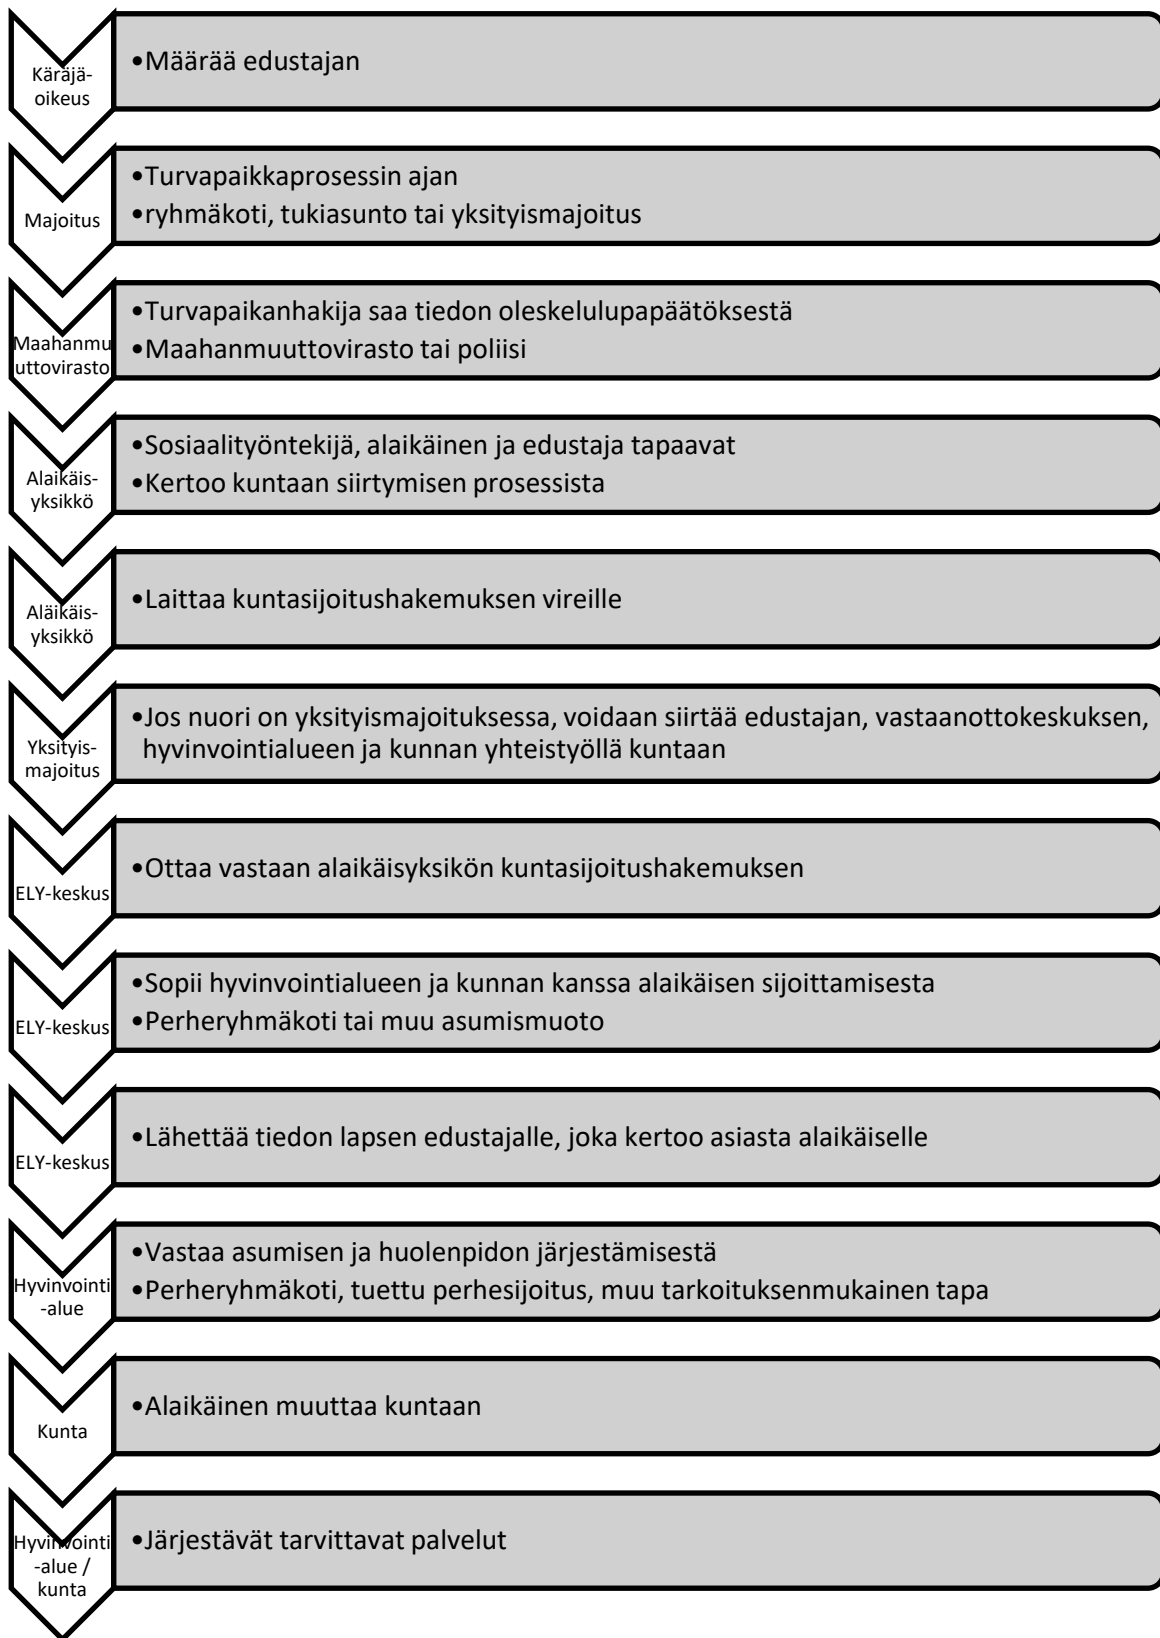 Käräjä-
oikeus
•Määrää edustajan
Majoitus
•Turvapaikkaprosessin ajan
•ryhmäkoti, tukiasunto tai yksityismajoitus
Maahanmu
uttovirasto
•Turvapaikanhakija saa tiedon oleskelulupapäätöksestä
•Maahanmuuttovirasto tai poliisi
Alaikäis-
yksikkö
•Sosiaalityöntekijä, alaikäinen ja edustaja tapaavat
•Kertoo kuntaan siirtymisen prosessista
Aläikäis-
yksikkö
•Laittaa kuntasijoitushakemuksen vireille
Yksityis-
majoitus
•Jos nuori on yksityismajoituksessa, voidaan siirtää edustajan, vastaanottokeskuksen,
hyvinvointialueen ja kunnan yhteistyöllä kuntaan
ELY-keskus
•Ottaa vastaan alaikäisyksikön kuntasijoitushakemuksen
ELY-keskus
•Sopii hyvinvointialueen ja kunnan kanssa alaikäisen sijoittamisesta
•Perheryhmäkoti tai muu asumismuoto
ELY-keskus
•Lähettää tiedon lapsen edustajalle, joka kertoo asiasta alaikäiselle
Hyvinvointi
-alue
•Vastaa asumisen ja huolenpidon järjestämisestä
•Perheryhmäkoti, tuettu perhesijoitus, muu tarkoituksenmukainen tapa
Kunta
•Alaikäinen muuttaa kuntaan
Hyvinvointi
-alue /
kunta
•Järjestävät tarvittavat palvelut